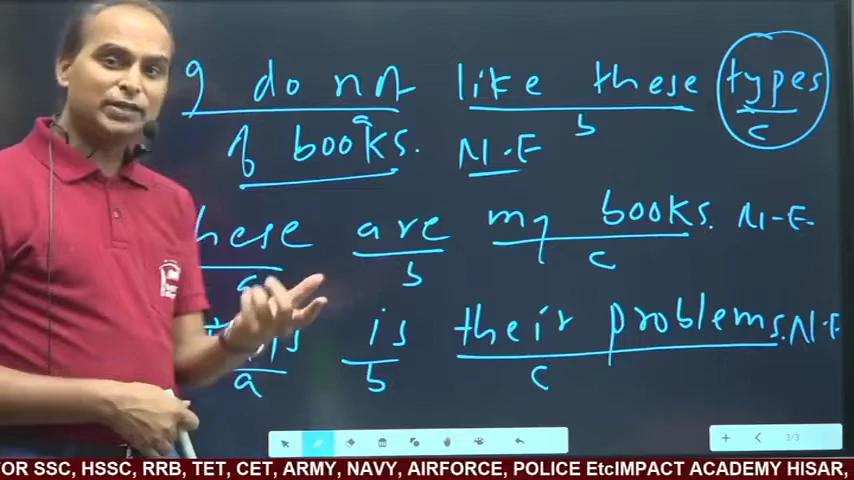 I do not like these types
a b c
of books. N.E
hese are my books. N.E.
a b c
is their problems. N.E
a b c
3/3
FOR SSC, HSSC, RRB, TET, CET, ARMY, NAVY, AIRFORCE, POLICE EtcIMPACT ACADEMY HISAR,